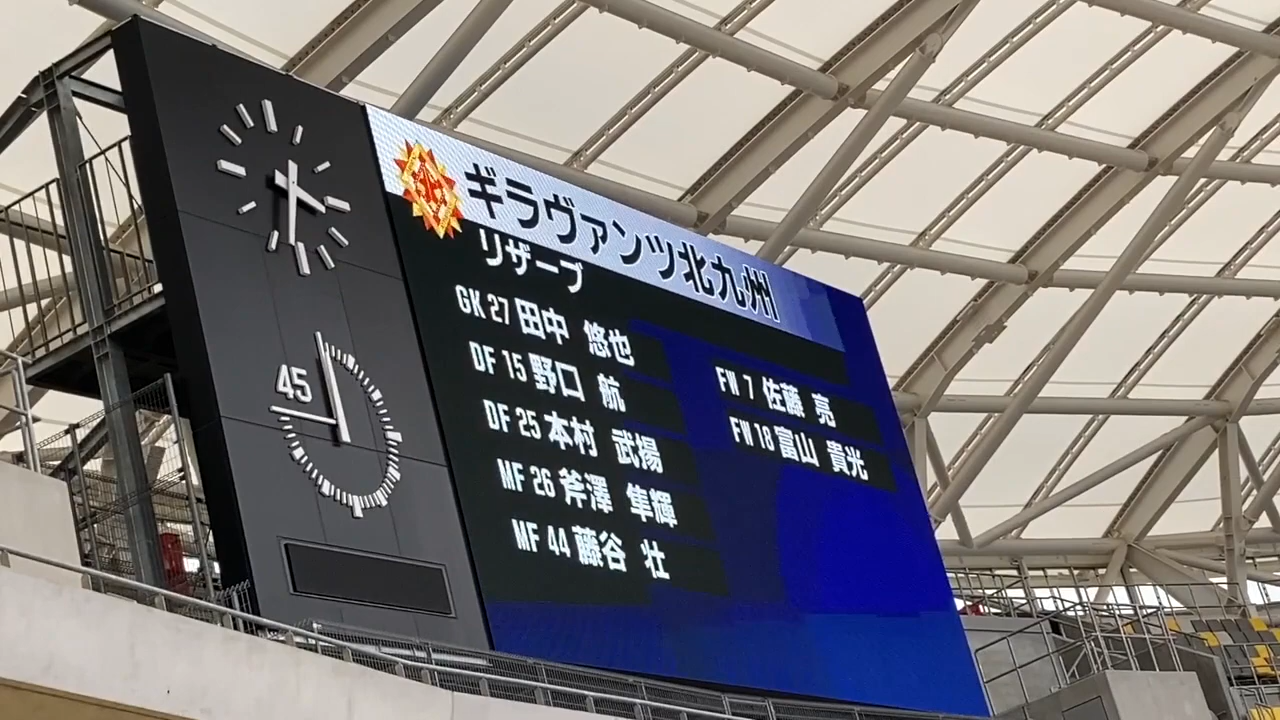 ギラヴァンツ北九州
リザーブ
GK 27 田中 悠也
DF 15 野口 航
DF 25 本村 武揚
MF 26 斧澤 隼輝
MF 44 藤谷 壮
FW 7 佐藤 亮
FW 18 富山 貴光
45